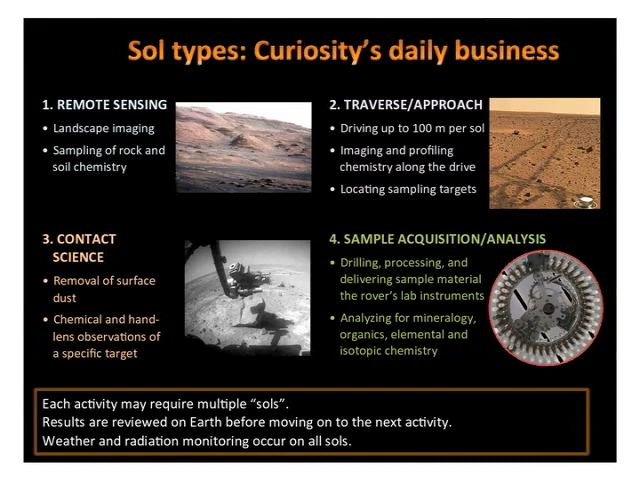 Sol types: Curiosity's daily business
1. REMOTE SENSING
• Landscape imaging
• Sampling of rock and
soil chemistry
2. TRAVERSE/APPROACH
• Driving up to 100 m per sol
• Imaging and profiling
chemistry along the drive
• Locating sampling targets
3. CONTACT
SCIENCE
• Removal of surface
dust
• Chemical and hand-
lens observations of
a specific target
4. SAMPLE ACQUISITION/ANALYSIS
• Drilling, processing, and
delivering sample material
the rover's lab instruments
• Analyzing for mineralogy,
organics, elemental and
isotopic chemistry
Each activity may require multiple "sols".
Results are reviewed on Earth before moving on to the next activity.
Weather and radiation monitoring occur on all sols.